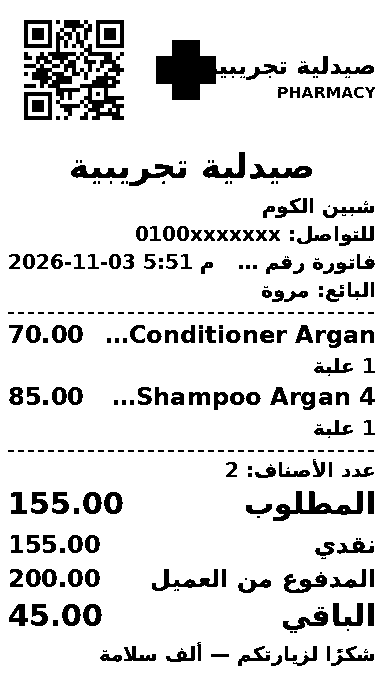 صيدلية تجريبية
PHARMACY
صيدلية تجريبية
شبين الكوم
للتواصل: 0100xxxxxxx
فاتورة رقم ... 2026-11-03 5:51 م
البائع: مروة
Conditioner Argan... 70.00
1 علبة
Shampoo Argan 4... 85.00
1 علبة
عدد الأصناف: 2
المطلوب 155.00
نقدي 155.00
المدفوع من العميل 200.00
الباقي 45.00
شكرًا لزيارتكم — ألف سلامة